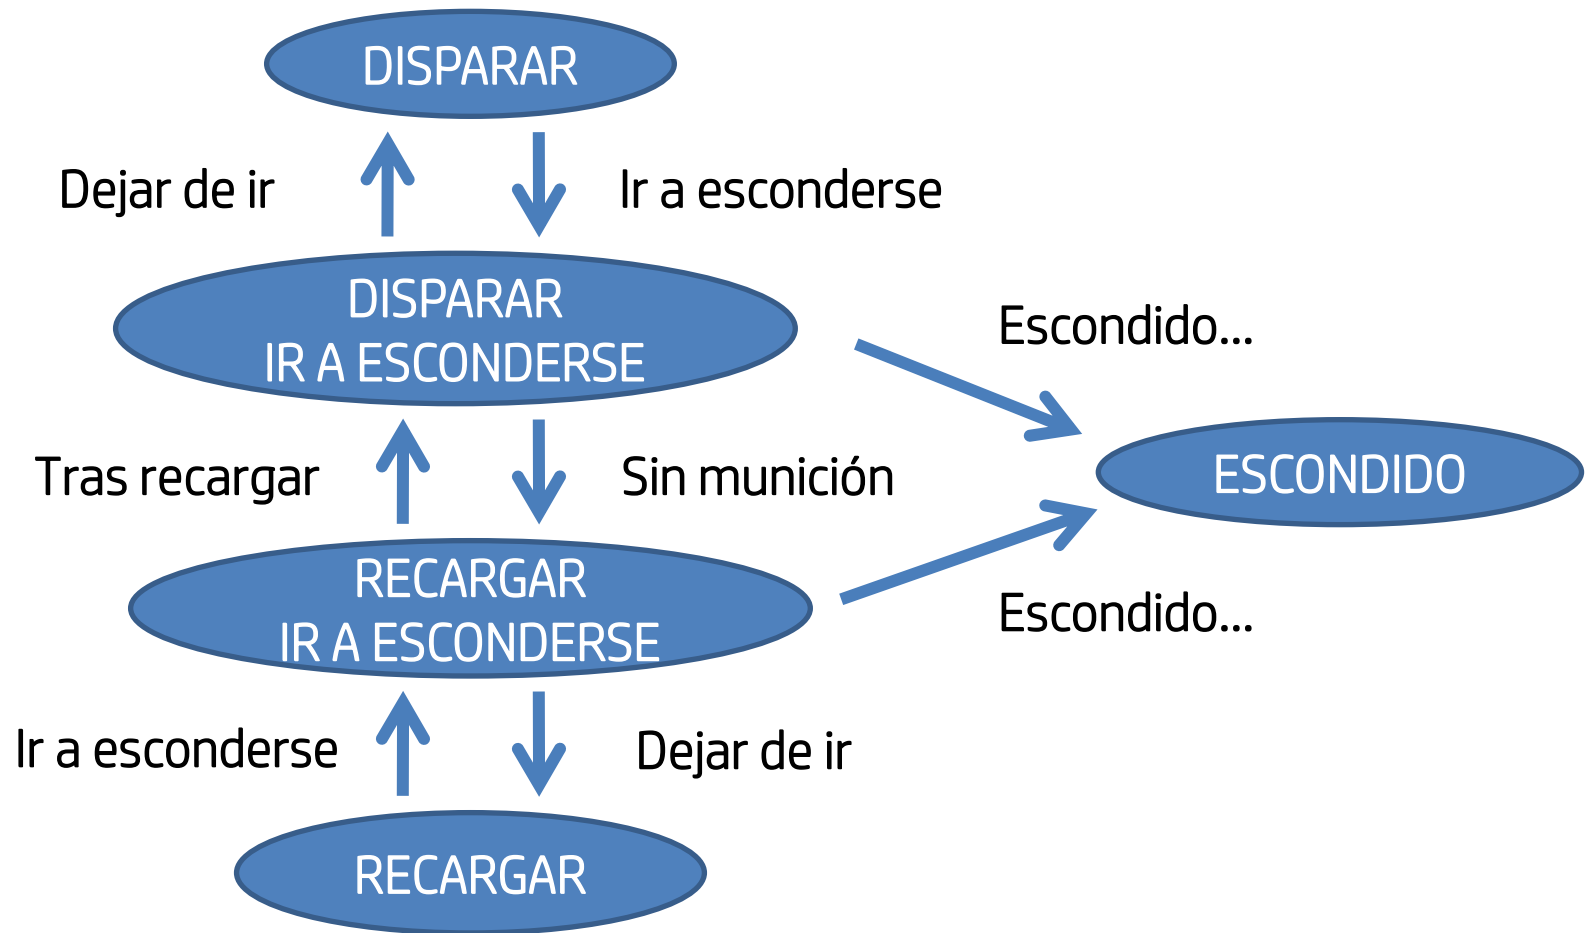 DISPARAR
Dejar de ir
Ir a esconderse
DISPARAR
IR A ESCONDERSE
Escondido...
Tras recargar
Sin munición
ESCONDIDO
RECARGAR
IR A ESCONDERSE
Escondido...
Ir a esconderse
Dejar de ir
RECARGAR